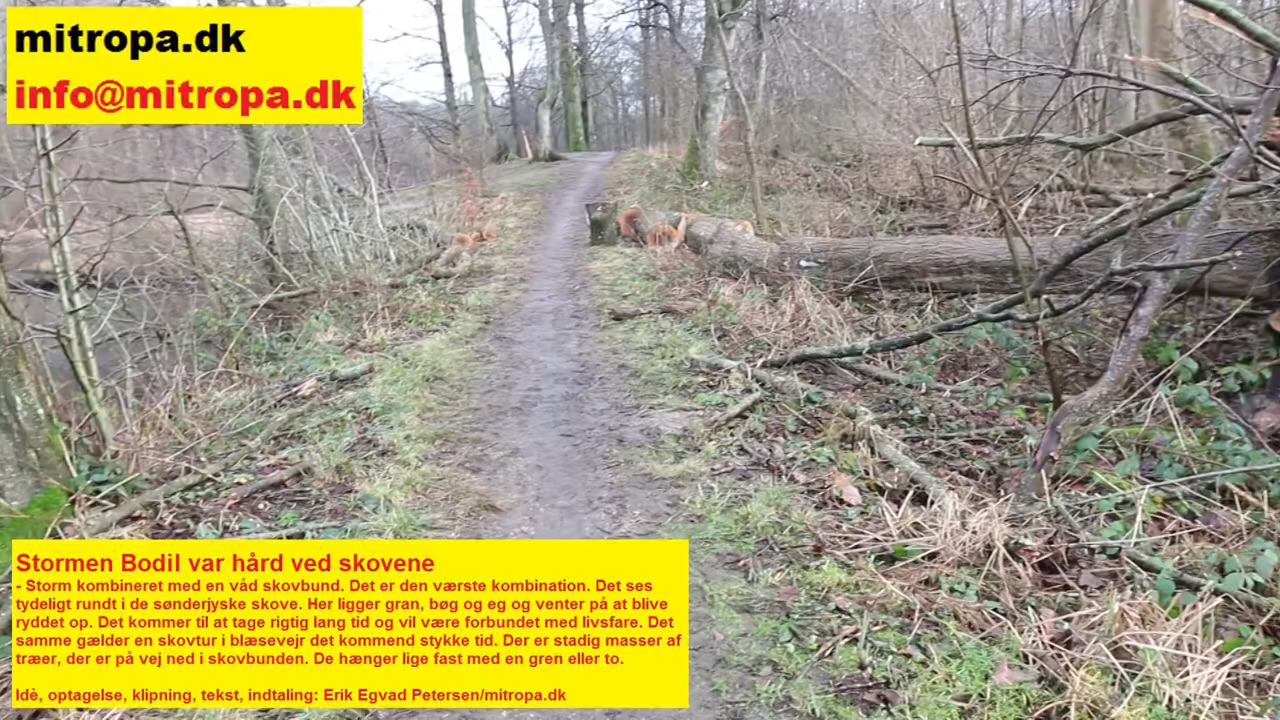 mitropa.dk
info@mitropa.dk
Stormen Bodil var hård ved skovene
- Storm kombineret med en våd skovbund. Det er den værste kombination. Det ses
tydeligt rundt i de sønderjyske skove. Her ligger gran, bøg og eg og venter på at blive
ryddet op. Det kommer til at tage rigtig lang tid og vil være forbundet med livsfare. Det
samme gælder en skovtur i blæsevejr det kommend stykke tid. Der er stadig masser af
træer, der er på vej ned i skovbunden. De hænger lige fast med en gren eller to.
Idè, optagelse, klipning, tekst, indtaling: Erik Egvad Petersen/mitropa.dk